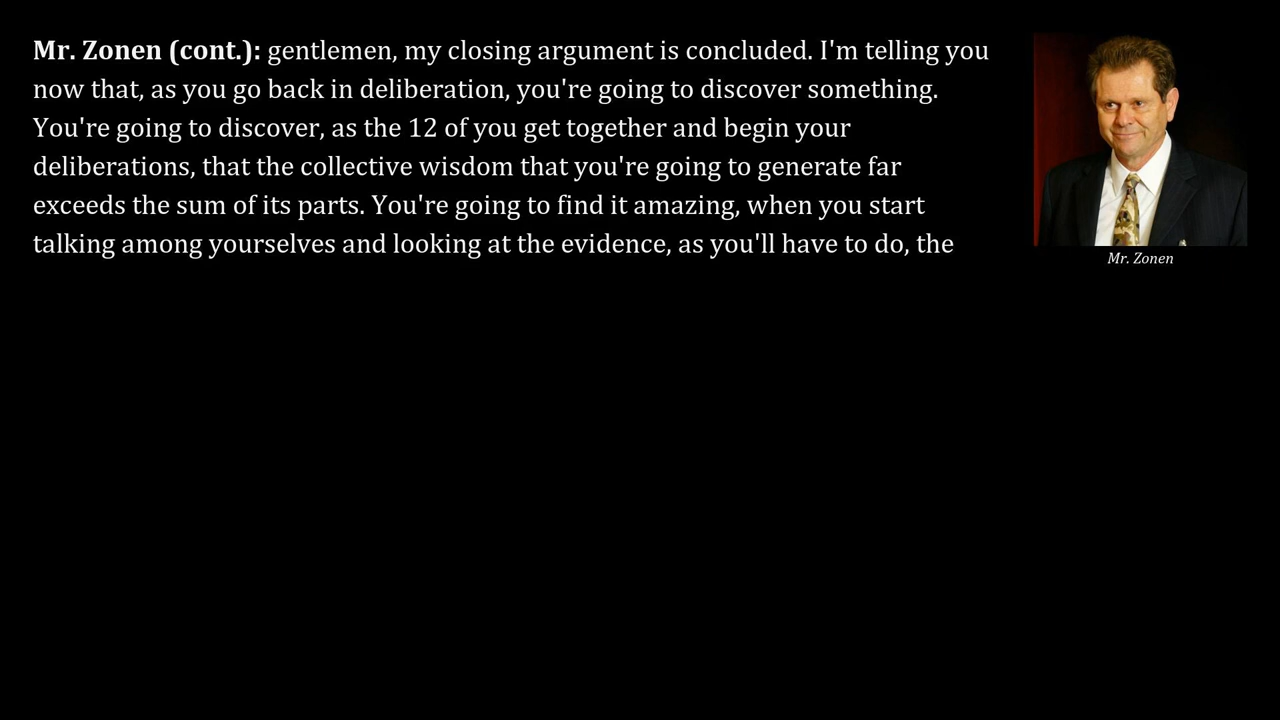 Mr. Zonen (cont.): gentlemen, my closing argument is concluded. I'm telling you
now that, as you go back in deliberation, you're going to discover something.
You're going to discover, as the 12 of you get together and begin your
deliberations, that the collective wisdom that you're going to generate far
exceeds the sum of its parts. You're going to find it amazing, when you start
talking among yourselves and looking at the evidence, as you'll have to do, the
Mr. Zonen